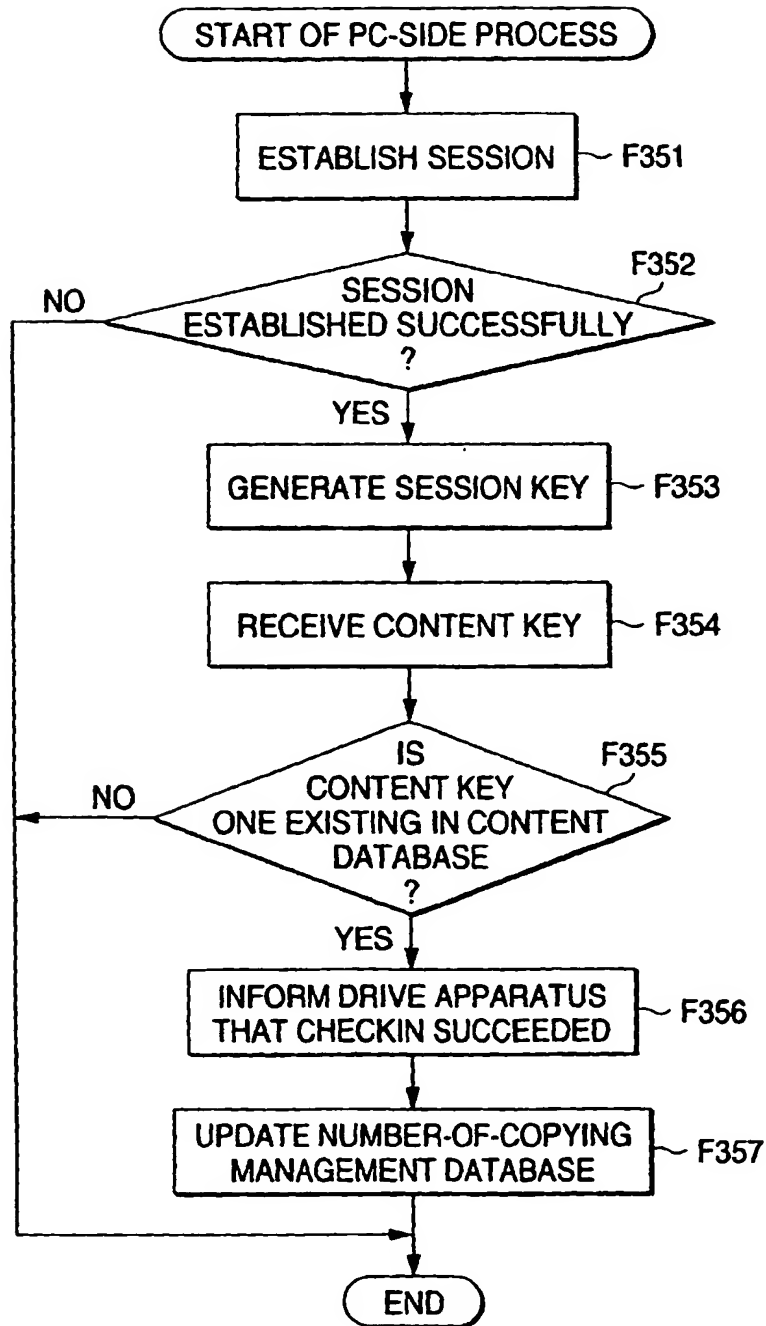 START OF PC-SIDE PROCESS
ESTABLISH SESSION
F351
F352
NO
SESSION
ESTABLISHED SUCCESSFULLY
?
YES
GENERATE SESSION KEY
F353
RECEIVE CONTENT KEY
F354
F355
NO
IS
CONTENT KEY
ONE EXISTING IN CONTENT
DATABASE
?
YES
INFORM DRIVE APPARATUS
THAT CHECKIN SUCCEEDED
F356
UPDATE NUMBER-OF-COPYING
MANAGEMENT DATABASE
F357
END